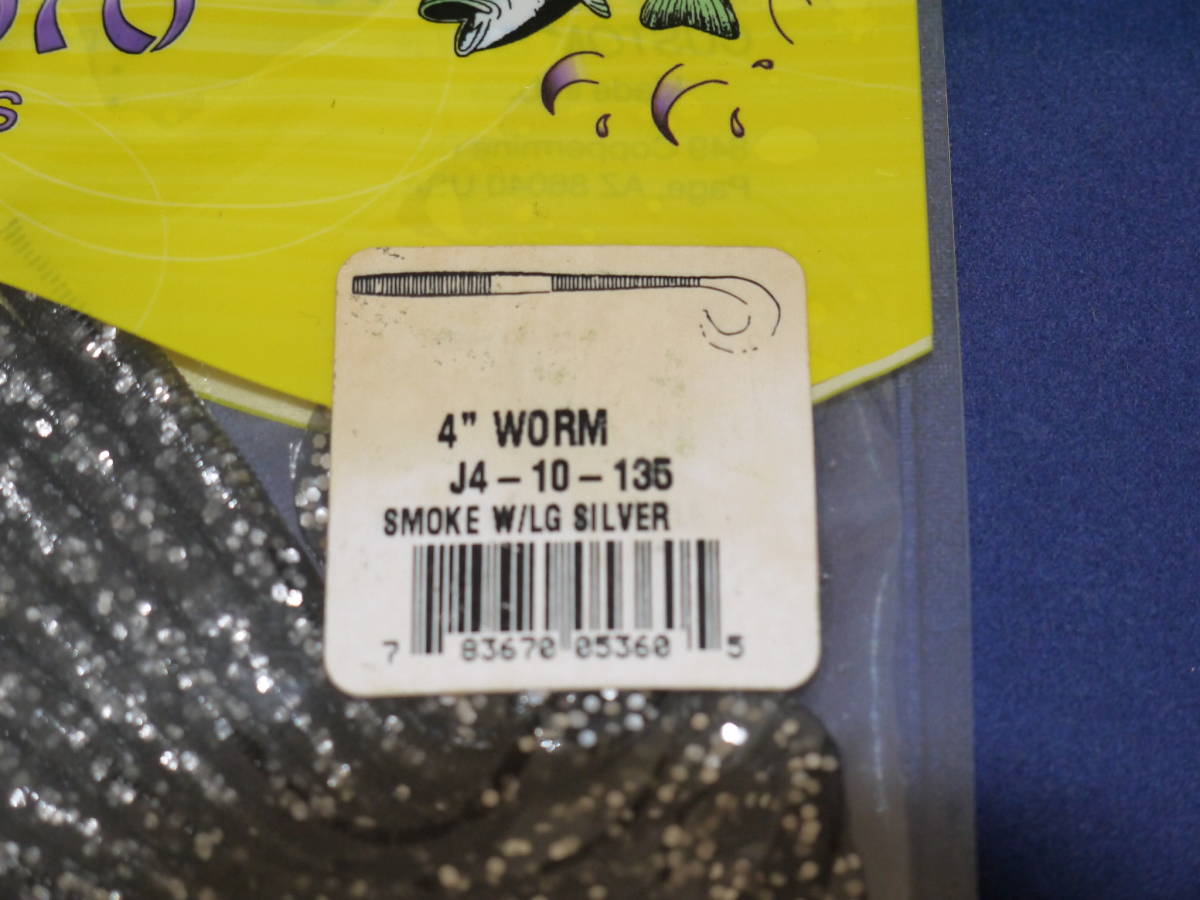 4" WORM
J4-10-135
SMOKE W/LG SILVER
7 83670 05360 5